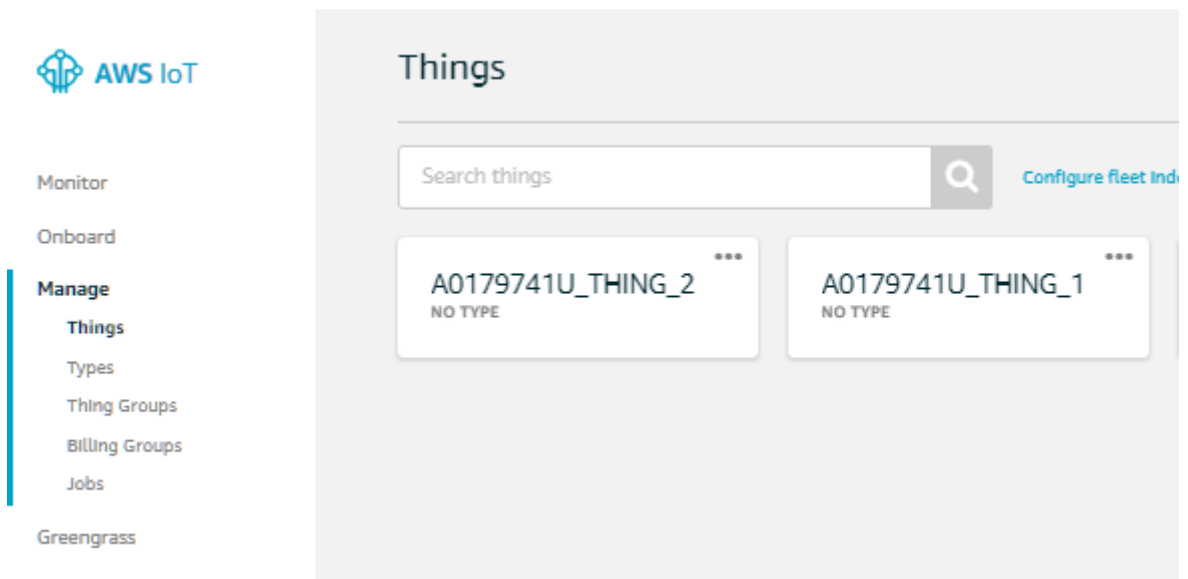 AWS IoT
Monitor
Onboard
Manage
Things
Types
Thing Groups
Billing Groups
Jobs
Greengrass
Things
Search things
Configure fleet
A0179741U_THING_2
NO TYPE
A0179741U_THING_1
NO TYPE